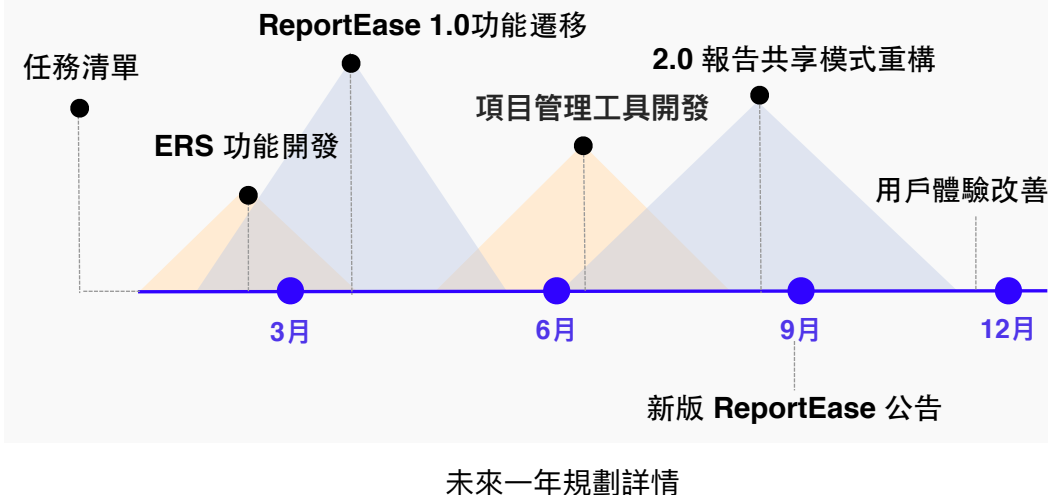 ReportEase 1.0功能遷移
任務清單
2.0 報告共享模式重構
項目管理工具開發
ERS 功能開發
用戶體驗改善
3月
6月
9月
12月
新版 ReportEase 公告
未來一年規劃詳情